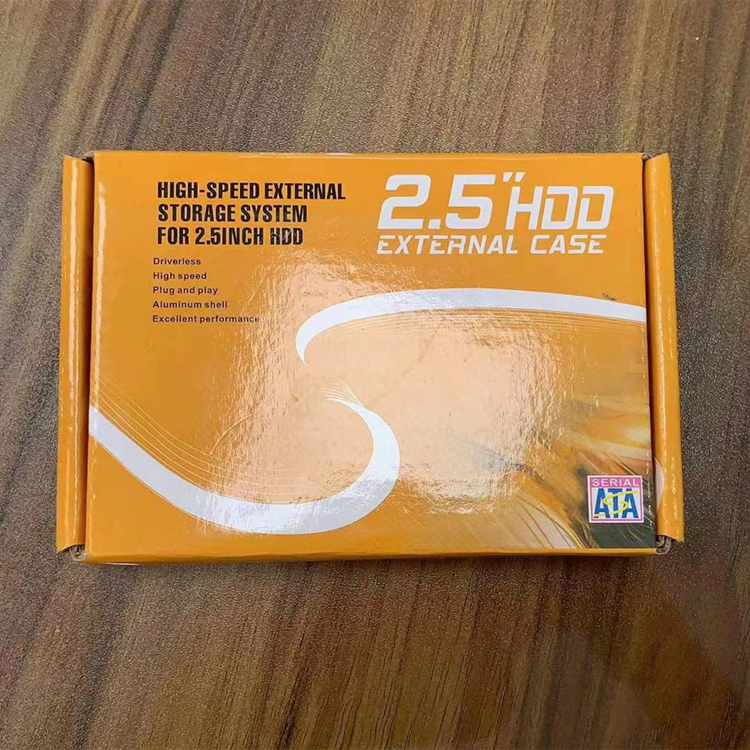 HIGH-SPEED EXTERNAL
STORAGE SYSTEM
FOR 2.5INCH HDD
Driverless
High speed
Plug and play
Aluminum shell
Excellent performance
2.5"HDD
EXTERNAL CASE
SERIAL
ATA